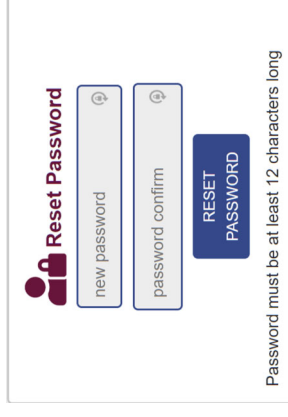 Reset Password
new password
password confirm
RESET
PASSWORD
Password must be at least 12 characters long